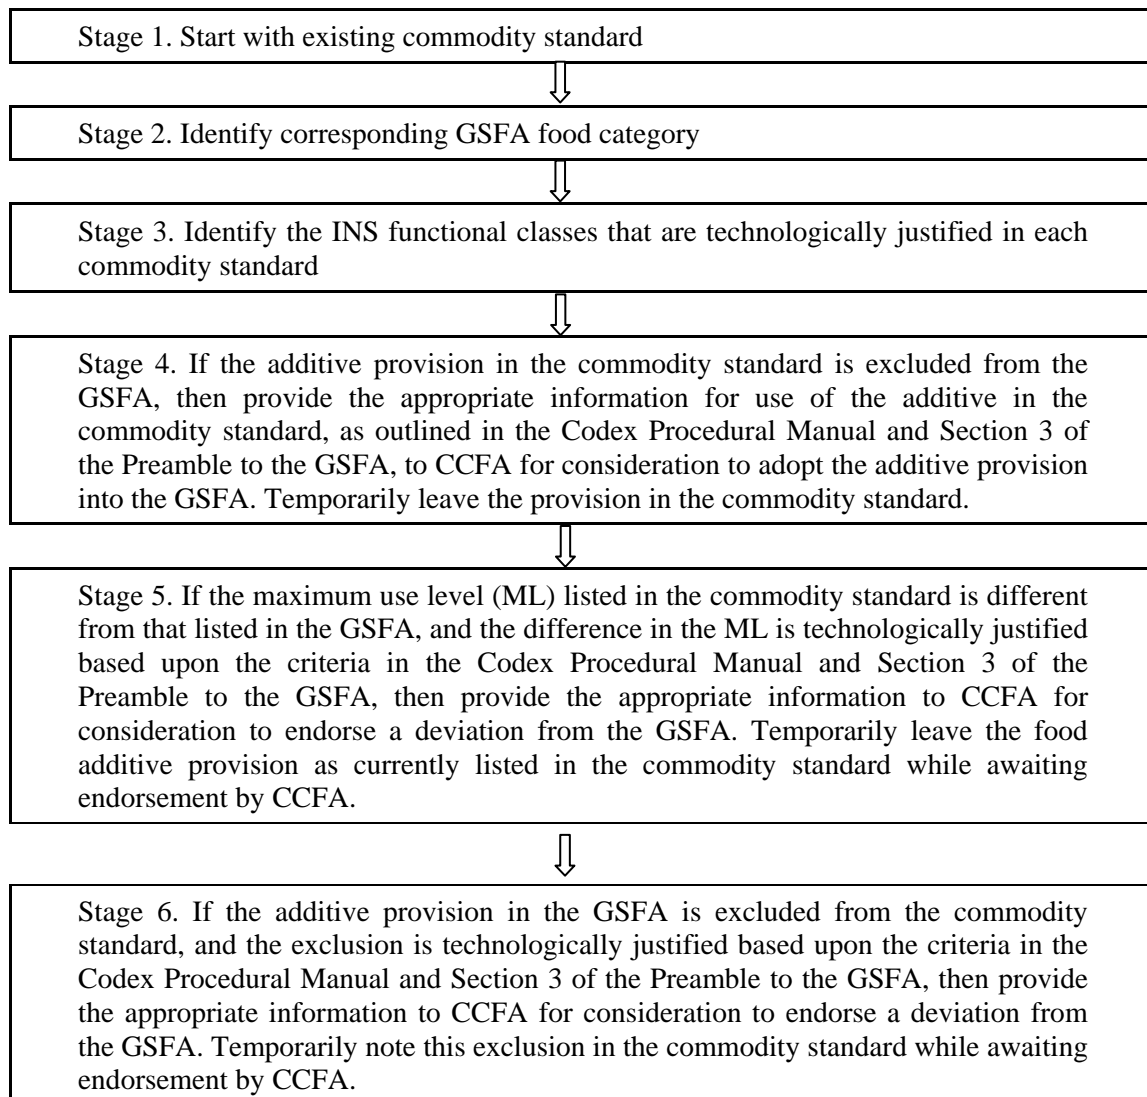 Stage 1. Start with existing commodity standard
Stage 2. Identify corresponding GSFA food category
Stage 3. Identify the INS functional classes that are technologically justified in each
commodity standard
Stage 4. If the additive provision in the commodity standard is excluded from the
GSFA, then provide the appropriate information for use of the additive in the
commodity standard, as outlined in the Codex Procedural Manual and Section 3 of
the Preamble to the GSFA, to CCFA for consideration to adopt the additive provision
into the GSFA. Temporarily leave the provision in the commodity standard.
Stage 5. If the maximum use level (ML) listed in the commodity standard is different
from that listed in the GSFA, and the difference in the ML is technologically justified
based upon the criteria in the Codex Procedural Manual and Section 3 of the
Preamble to the GSFA, then provide the appropriate information to CCFA for
consideration to endorse a deviation from the GSFA. Temporarily leave the food
additive provision as currently listed in the commodity standard while awaiting
endorsement by CCFA.
Stage 6. If the additive provision in the GSFA is excluded from the commodity
standard, and the exclusion is technologically justified based upon the criteria in the
Codex Procedural Manual and Section 3 of the Preamble to the GSFA, then provide
the appropriate information to CCFA for consideration to endorse a deviation from
the GSFA. Temporarily note this exclusion in the commodity standard while awaiting
endorsement by CCFA.